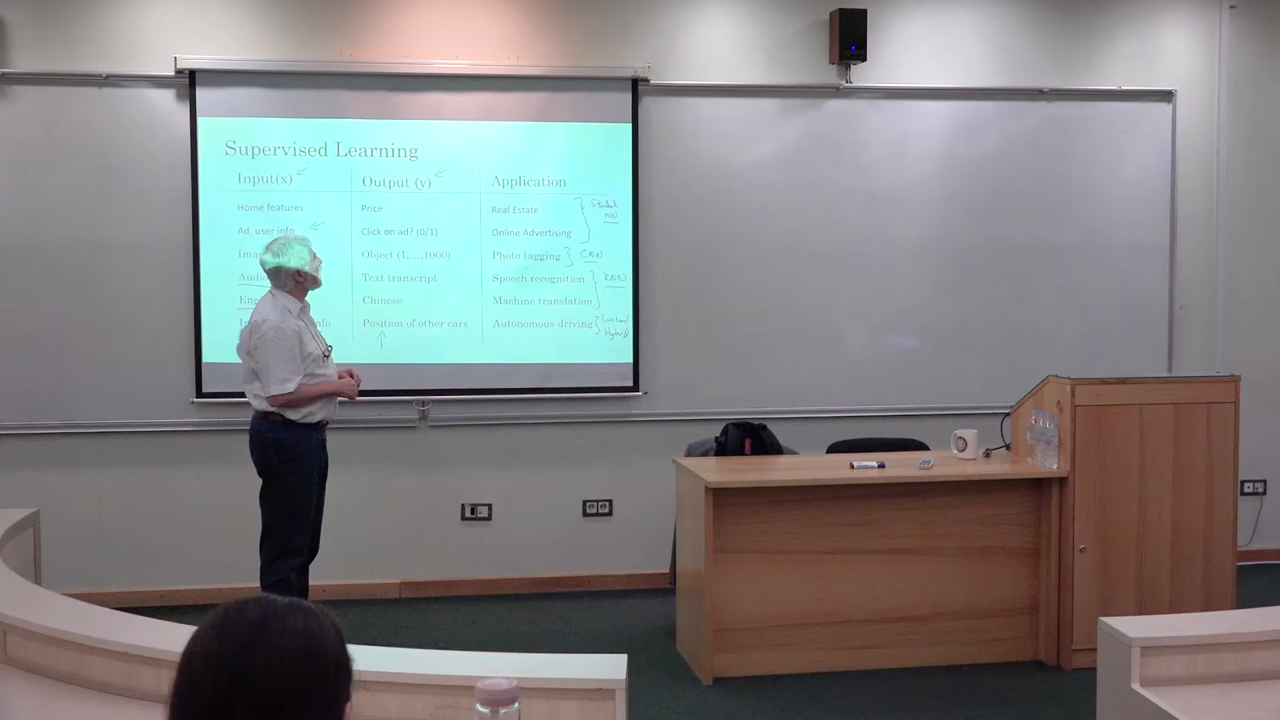 Supervised Learning
Input(x) Output (y) Application
Home features Price Real Estate
Ad, user info Click on ad? (0/1) Online Advertising
Object (1,...,1000) Photo tagging CNN
Text transcript Speech recognition
Chinese Machine translation
Position of other cars Autonomous driving